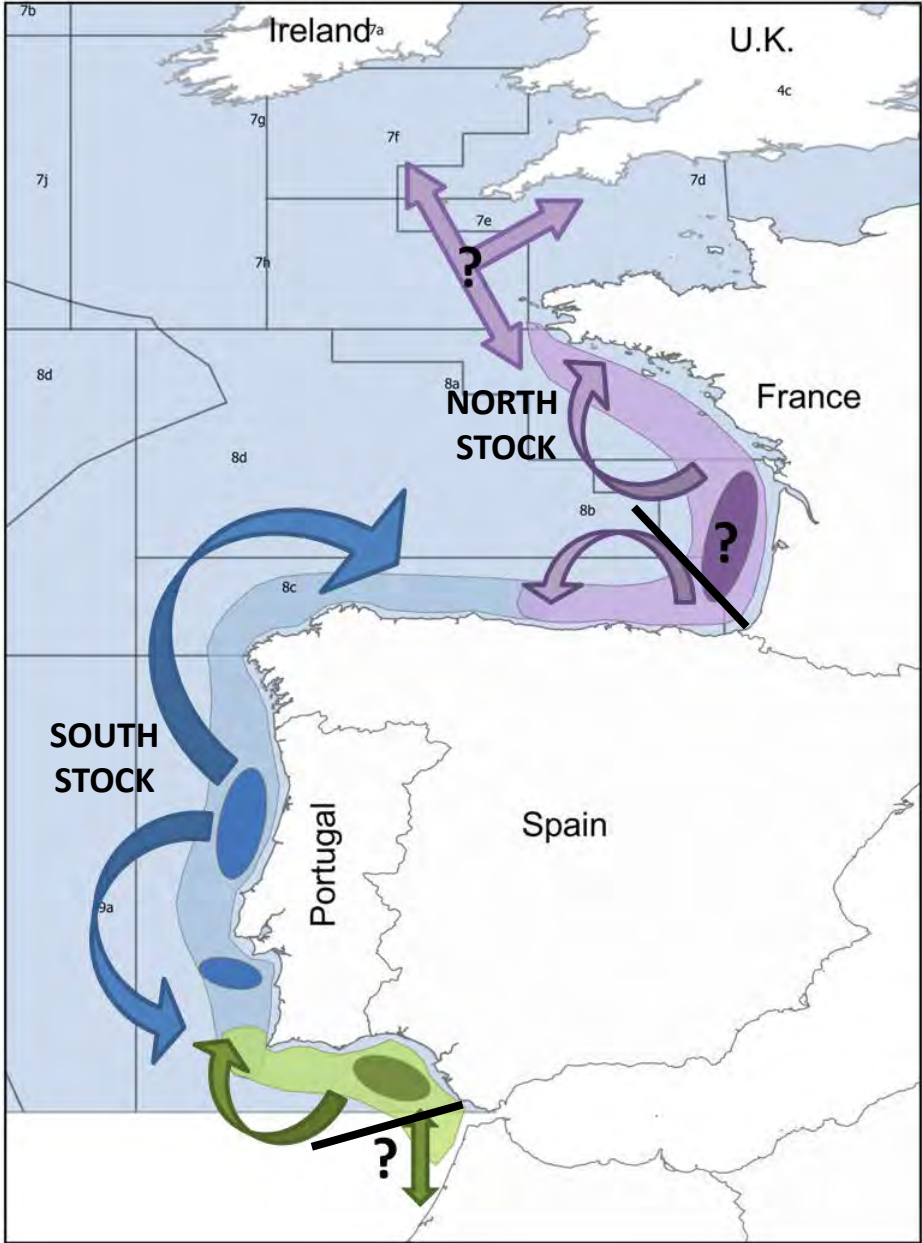 7b
Ireland
7a
U.K.
4c
7g
7f
7j
7d
7e
?
7h
8d
8a
NORTH
STOCK
France
8d
8b
?
8c
SOUTH
STOCK
Portugal
Spain
9a
?